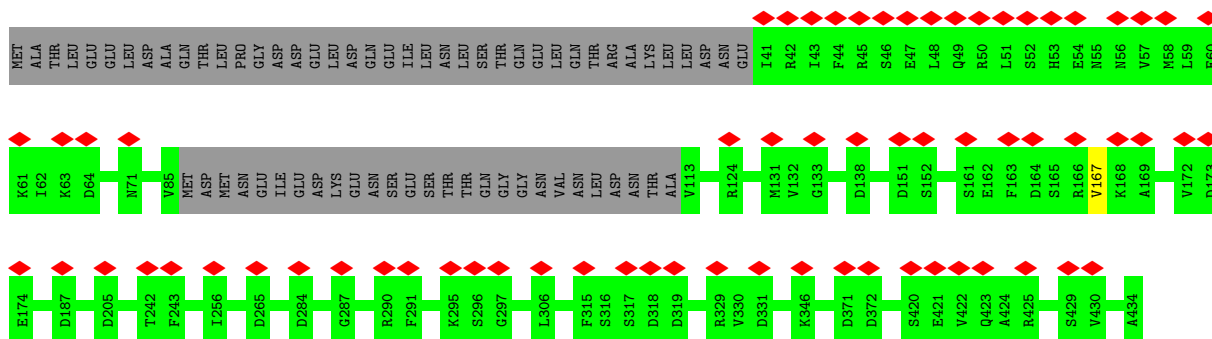 MET ALA THR LEU GLU GLU LEU ASP ALA GLN THR LEU PRO GLY ASP ASP GLU LEU ASP GLN GLU ILE LEU ASN LEU SER THR GLN GLU LEU GLN THR ARG ALA LYS LEU LEU ASP ASN GLU I41 R42 I43 F44 R45 S46 E47 L48 Q49 R50 L51 S52 H53 E54 N55 N56 V57 M58 L59 E60
K61 I62 K63 D64 N71 V85 MET ASP MET ASN GLU ILE GLU ASP LYS GLU ASN SER GLU SER THR THR GLN GLY GLY ASN VAL ASN LEU ASP ASN THR ALA V113 R124 M131 V132 G133 D138 D151 S152 S161 E162 F163 D164 S165 R166 V167 K168 A169 V172 D173
E174 D187 D205 T242 F243 I256 D265 D284 G287 R290 F291 K295 S296 G297 L306 F315 S316 S317 D318 D319 R329 V330 D331 K346 D371 D372 S420 E421 V422 Q423 A424 R425 S429 V430 A434